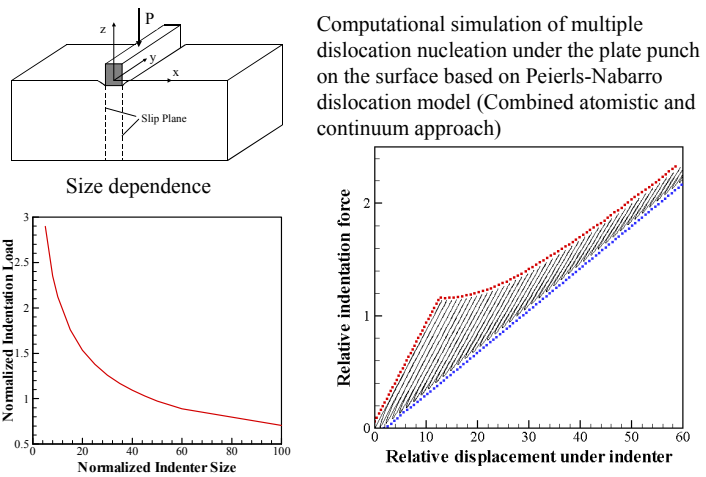 P
z
y
x
Slip Plane
Size dependence
Computational simulation of multiple
dislocation nucleation under the plate punch
on the surface based on Peierls-Nabarro
dislocation model (Combined atomistic and
continuum approach)
Normalized Indentation Load
3
2.5
2
1.5
1
0.5
0
20
40
60
80
100
Normalized Indenter Size
Relative indentation force
2
1
0
0
10
20
30
40
50
60
Relative displacement under indenter